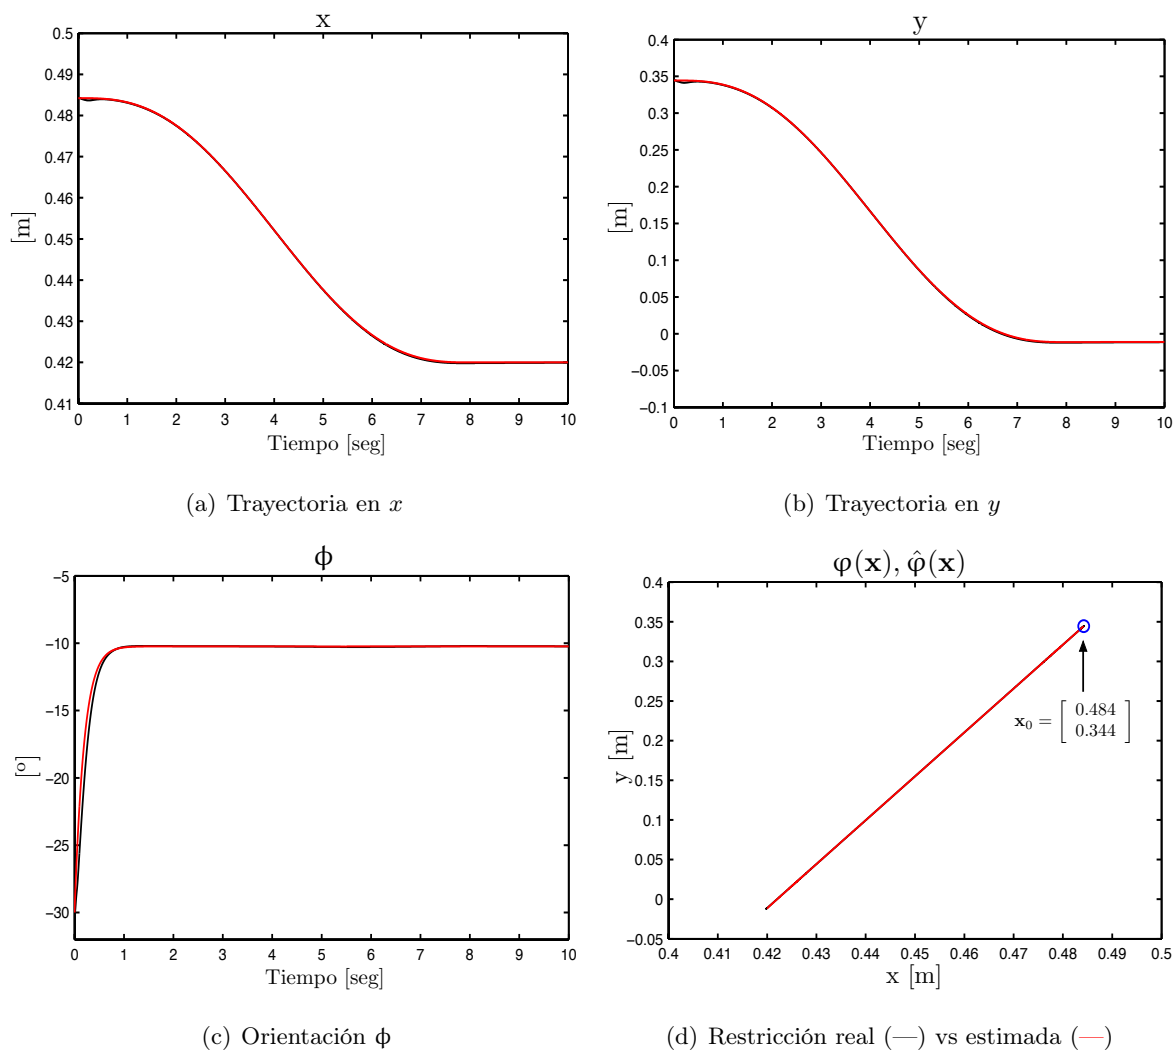 x
0.5
0.49
0.48
0.47
0.46
0.45
0.44
0.43
0.42
0.41
[m]
0 1 2 3 4 5 6 7 8 9 10
Tiempo [seg]
(a) Trayectoria en x
y
0.4
0.35
0.3
0.25
0.2
0.15
0.1
0.05
0
−0.05
−0.1
[m]
0 1 2 3 4 5 6 7 8 9 10
Tiempo [seg]
(b) Trayectoria en y
ϕ
−5
−10
−15
−20
−25
−30
[o]
0 1 2 3 4 5 6 7 8 9 10
Tiempo [seg]
(c) Orientación ϕ
φ(x), φ̂(x)
0.4
0.35
0.3
0.25
0.2
0.15
0.1
0.05
0
−0.05
y [m]
x₀ = [ 0.484
0.344 ]
0.4 0.41 0.42 0.43 0.44 0.45 0.46 0.47 0.48 0.49 0.5
x [m]
(d) Restricción real (—) vs estimada (—)